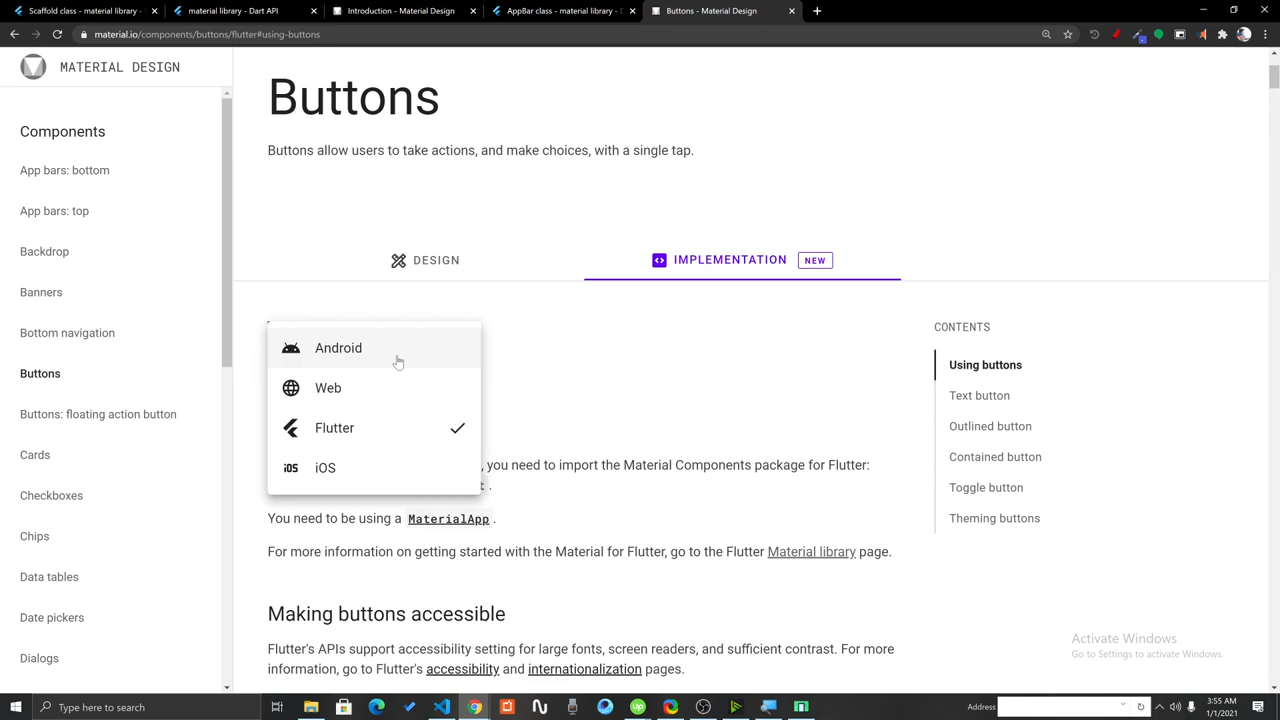 Scaffold class - material library
material library - Dart API
Introduction - Material Design
AppBar class - material library - D
Buttons - Material Design
material.io/components/buttons/flutter#using-buttons
MATERIAL DESIGN
Components
App bars: bottom
App bars: top
Backdrop
Banners
Bottom navigation
Buttons
Buttons: floating action button
Cards
Checkboxes
Chips
Data tables
Date pickers
Dialogs
Buttons
Buttons allow users to take actions, and make choices, with a single tap.
DESIGN
IMPLEMENTATION NEW
Android
Web
Flutter
iOS iOS
, you need to import the Material Components package for Flutter:
t .
You need to be using a MaterialApp .
For more information on getting started with the Material for Flutter, go to the Flutter Material library page.
Making buttons accessible
Flutter's APIs support accessibility setting for large fonts, screen readers, and sufficient contrast. For more
information, go to Flutter's accessibility and internationalization pages.
CONTENTS
Using buttons
Text button
Outlined button
Contained button
Toggle button
Theming buttons
Activate Windows
Go to Settings to activate Windows.
Type here to search
Address
3:55 AM
1/1/2021